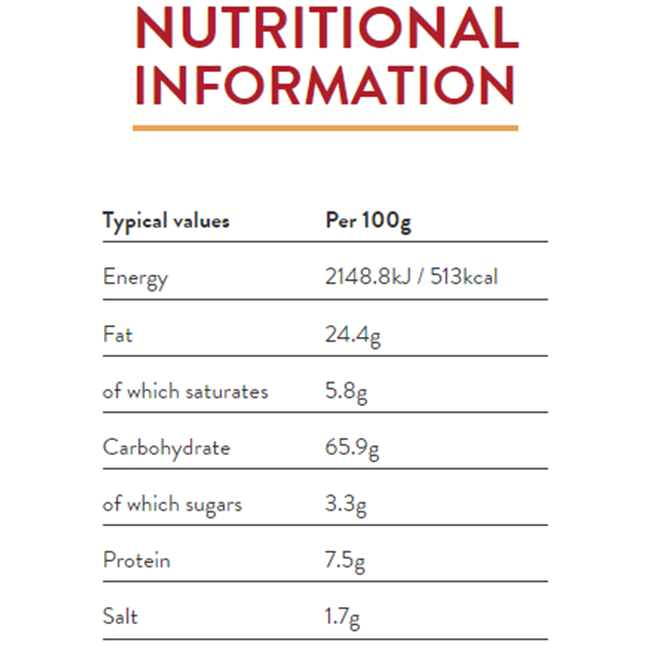 NUTRITIONAL
INFORMATION
Typical values Per 100g
Energy 2148.8kJ / 513kcal
Fat 24.4g
of which saturates 5.8g
Carbohydrate 65.9g
of which sugars 3.3g
Protein 7.5g
Salt 1.7g